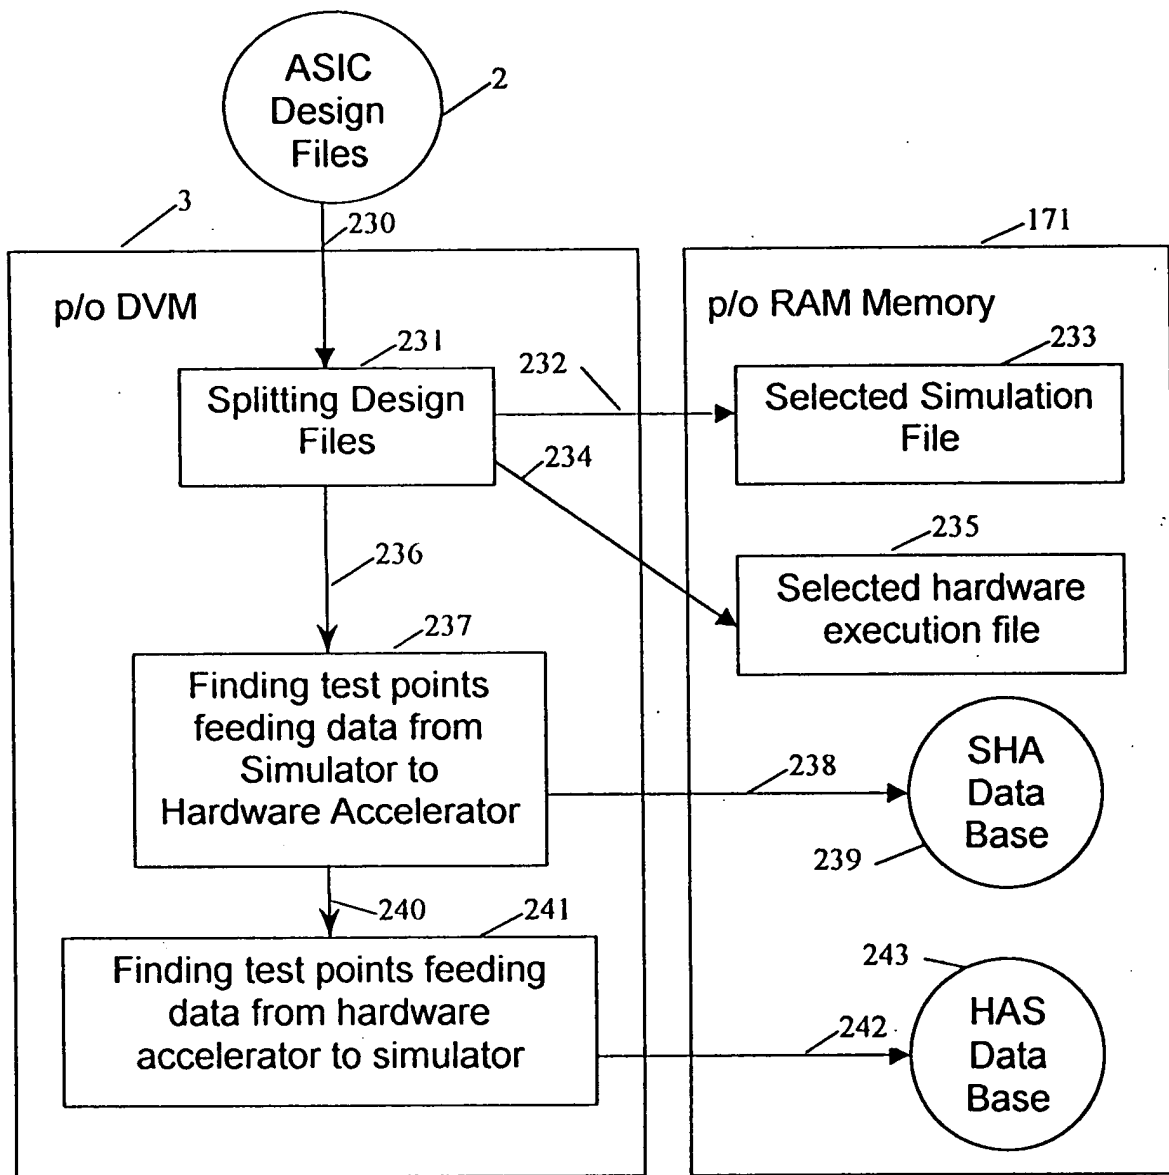 ASIC
Design
Files
2
3
230
171
p/o DVM
p/o RAM Memory
231
232
233
Splitting Design
Files
Selected Simulation
File
234
235
236
Selected hardware
execution file
237
Finding test points
feeding data from
Simulator to
Hardware Accelerator
238
SHA
Data
Base
239
240
241
Finding test points feeding
data from hardware
accelerator to simulator
242
243
HAS
Data
Base